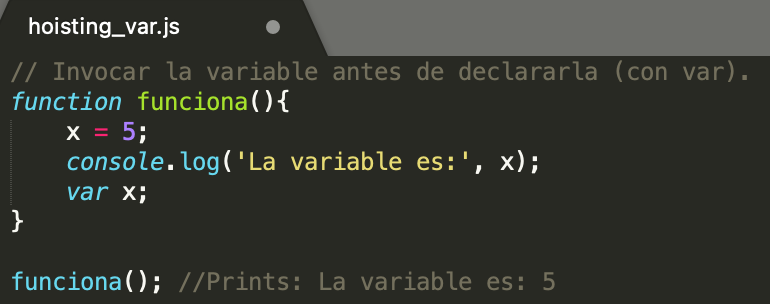 hoisting_var.js
// Invocar la variable antes de declararla (con var).
function funciona(){
    x = 5;
    console.log('La variable es:', x);
    var x;
}
funciona(); //Prints: La variable es: 5